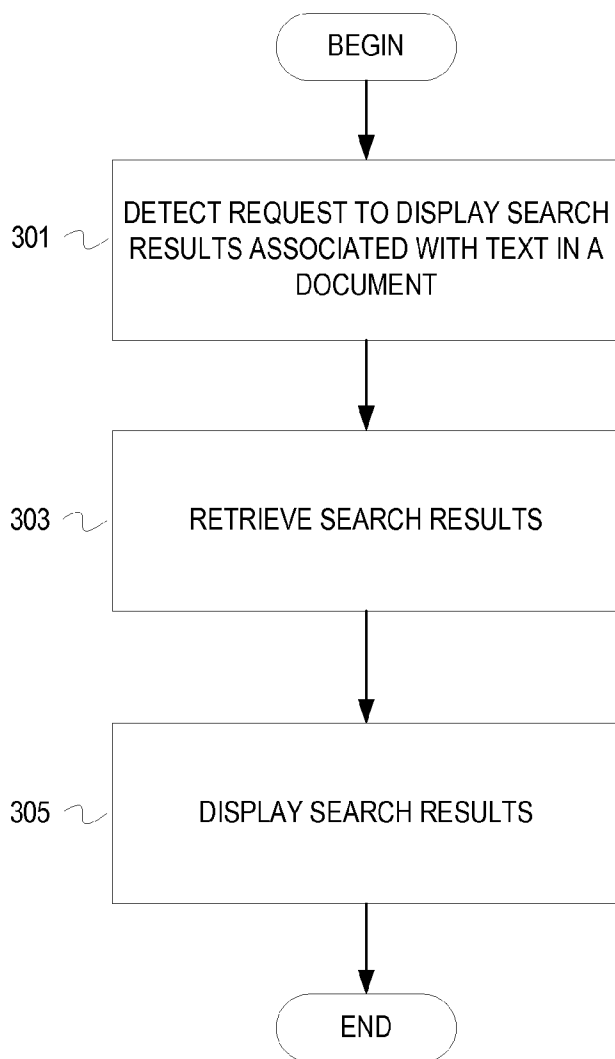 BEGIN
301
DETECT REQUEST TO DISPLAY SEARCH
RESULTS ASSOCIATED WITH TEXT IN A
DOCUMENT
303
RETRIEVE SEARCH RESULTS
305
DISPLAY SEARCH RESULTS
END